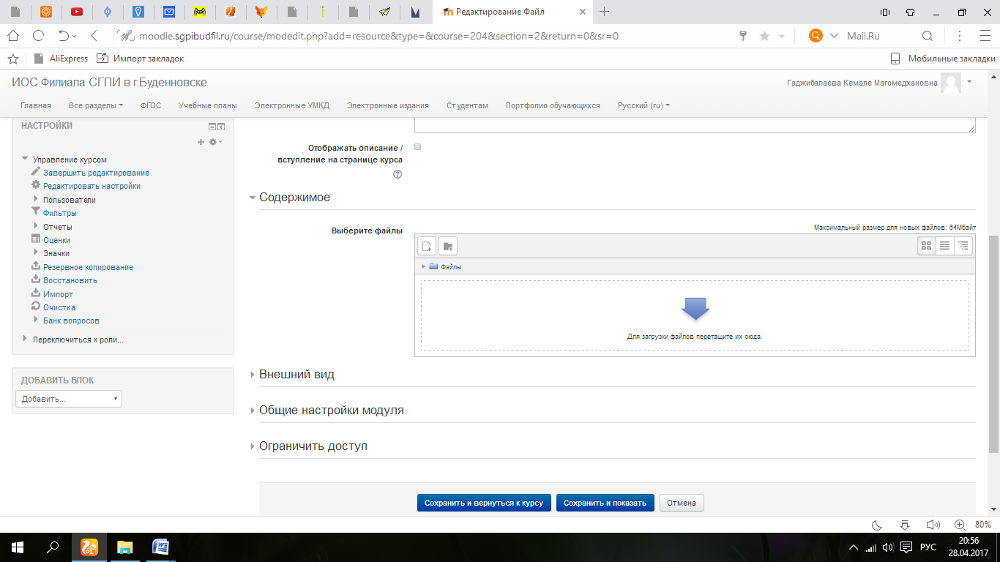 Редактирование Файл
moodle.sgpibudfil.ru/course/modedit.php?add=resource&type=&course=204&section=2&return=0&sr=0
Mail.Ru
AliExpress
Импорт закладок
Мобильные закладки
ИОС Филиала СГПИ в г.Буденновске
Гаджибалаева Кемале Магомедхановна
Главная
Все разделы
ФГОС
Учебные планы
Электронные УМКД
Электронные издания
Студентам
Портфолио обучающихся
Русский (ru)
НАСТРОЙКИ
Управление курсом
Завершить редактирование
Редактировать настройки
Пользователи
Фильтры
Отчеты
Оценки
Значки
Резервное копирование
Восстановить
Импорт
Очистка
Банк вопросов
Переключиться к роли...
ДОБАВИТЬ БЛОК
Добавить...
Отображать описание /
вступление на странице курса
Содержимое
Выберите файлы
Максимальный размер для новых файлов: 64Мбайт
Файлы
Для загрузки файлов перетащите их сюда.
Внешний вид
Общие настройки модуля
Ограничить доступ
Сохранить и вернуться к курсу
Сохранить и показать
Отмена
80%
РУС
20:56
28.04.2017